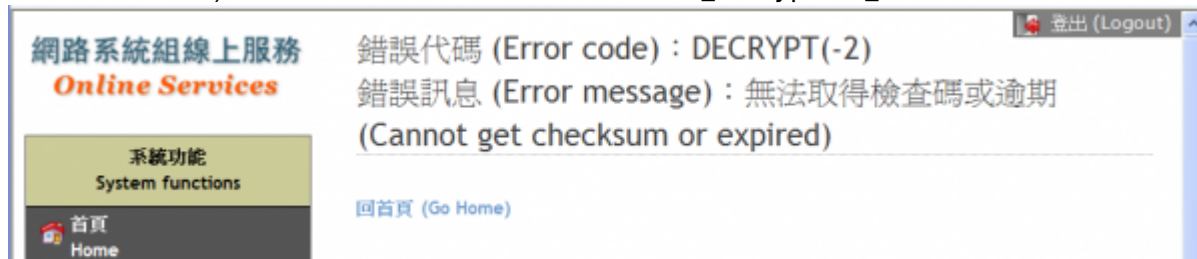 登出 (Logout)
網路系統組線上服務
Online Services
錯誤代碼 (Error code)：DECRYPT(-2)
錯誤訊息 (Error message)：無法取得檢查碼或逾期
(Cannot get checksum or expired)
系統功能
System functions
回首頁 (Go Home)
首頁
Home